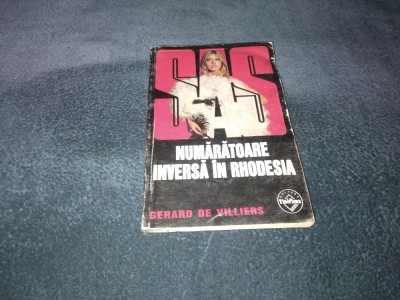 SAS
NUMĂRĂTOARE
INVERSĂ ÎN RHODESIA
GERARD DE VILLIERS